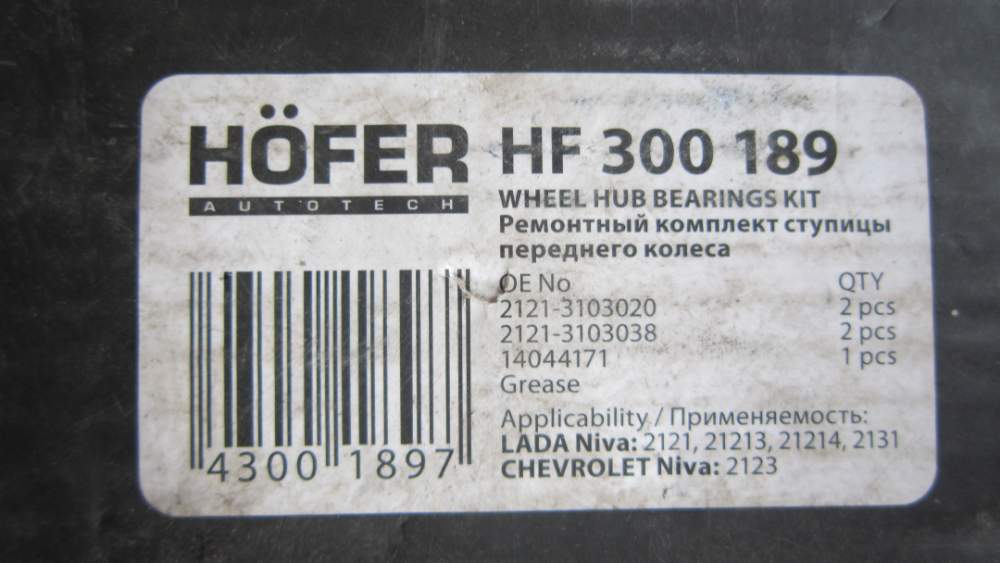 HÖFER
AUTOTECH
HF 300 189
WHEEL HUB BEARINGS KIT
Ремонтный комплект ступицы
переднего колеса
OE No QTY
2121-3103020 2 pcs
2121-3103038 2 pcs
14044171 1 pcs
Grease
Applicability / Применяемость:
LADA Niva: 2121, 21213, 21214, 2131
CHEVROLET Niva: 2123
4300 1897